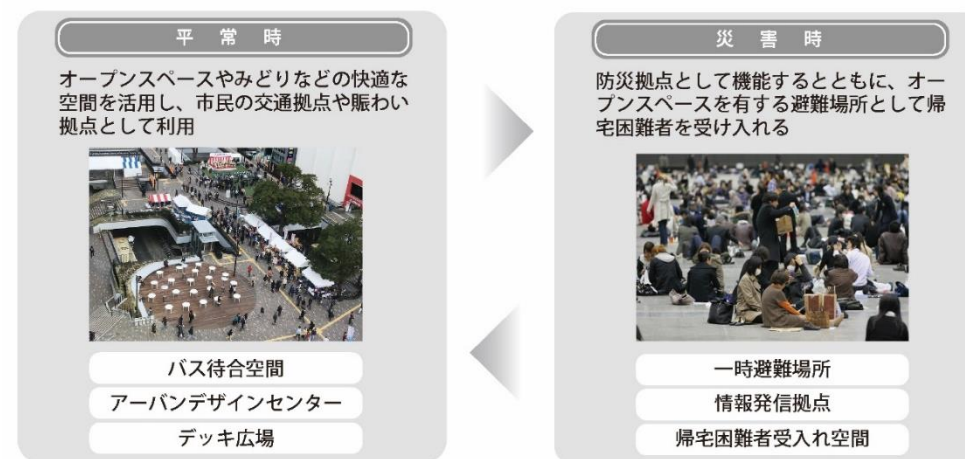 平常時
オープンスペースやみどりなどの快適な
空間を活用し、市民の交通拠点や賑わい
拠点として利用
バス待合空間
アーバンデザインセンター
デッキ広場
災害時
防災拠点として機能するとともに、オー
プンスペースを有する避難場所として帰
宅困難者を受け入れる
一時避難場所
情報発信拠点
帰宅困難者受入れ空間